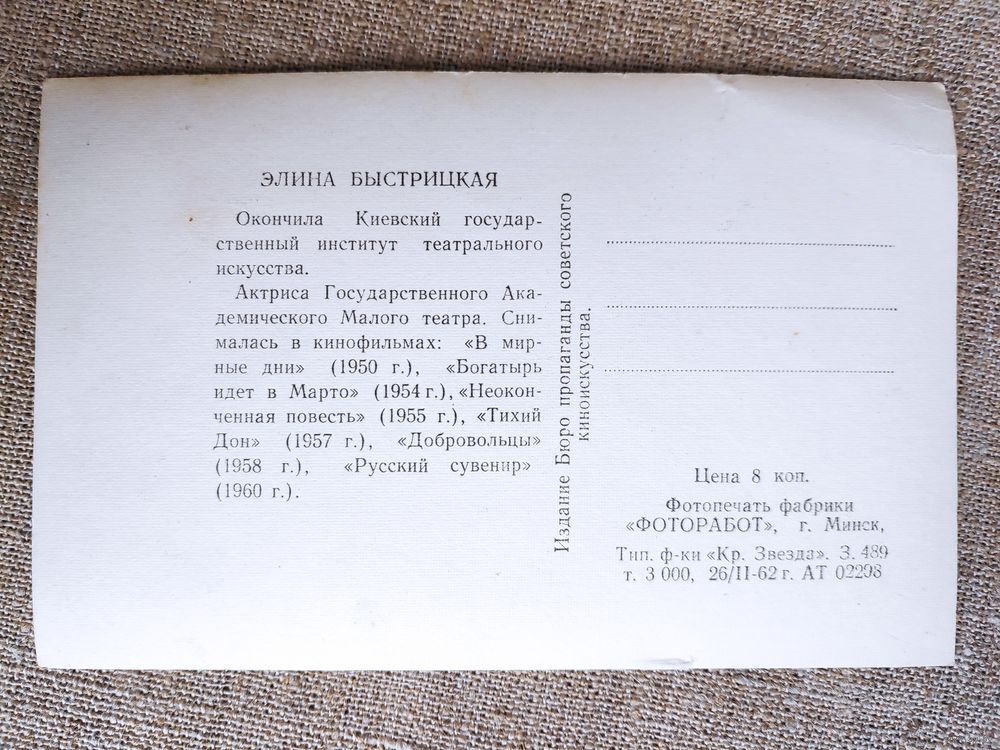 ЭЛИНА БЫСТРИЦКАЯ
Окончила Киевский государ-
ственный институт театрального
искусства.
Актриса Государственного Ака-
демического Малого театра. Сни-
малась в кинофильмах: «В мир-
ные дни» (1950 г.), «Богатырь
идет в Марто» (1954 г.), «Неокон-
ченная повесть» (1955 г.), «Тихий
Дон» (1957 г.), «Добровольцы»
(1958 г.), «Русский сувенир»
(1960 г.).
Издание Бюро пропаганды советского
киноискусства.
Цена 8 коп.
Фотопечать фабрики
«ФОТОРАБОТ», г. Минск,
Тип. ф-ки «Кр. Звезда». З. 489
т. 3 000, 26/II-62 г. АТ 02298